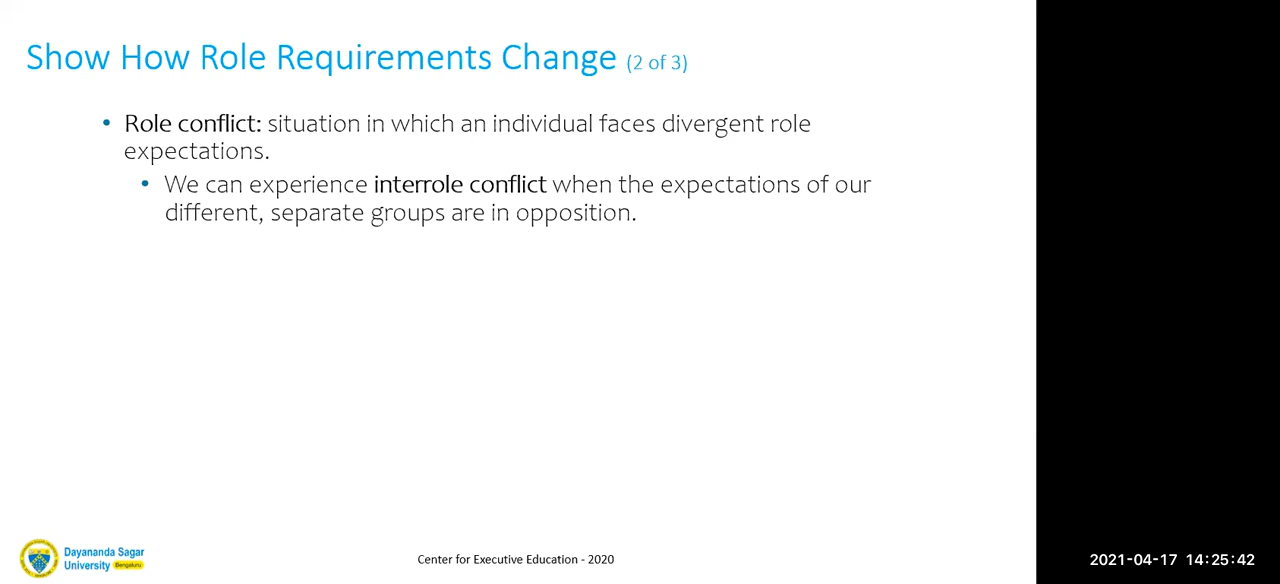 Show How Role Requirements Change (2 of 3)
• Role conflict: situation in which an individual faces divergent role
expectations.
• We can experience interrole conflict when the expectations of our
different, separate groups are in opposition.
Dayananda Sagar
University Bengaluru
Center for Executive Education - 2020
2021-04-17 14:25:42